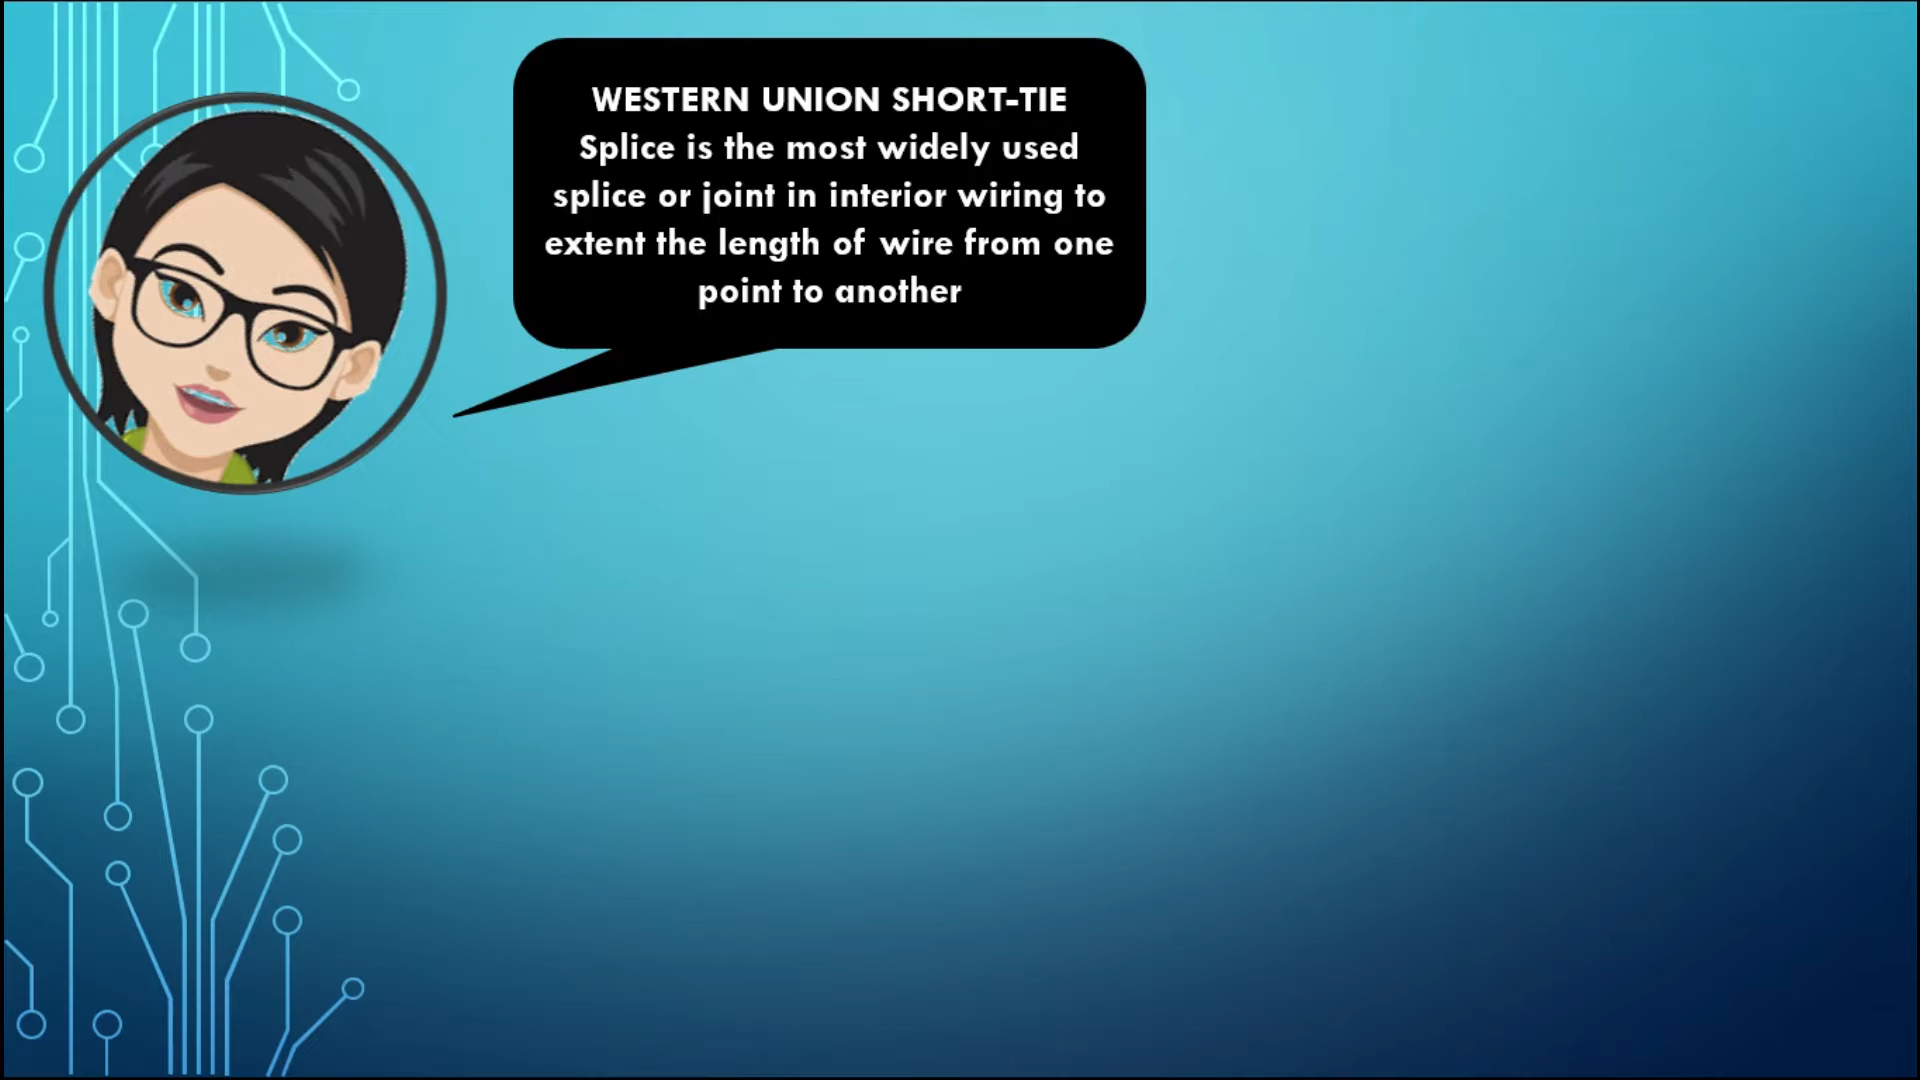 WESTERN UNION SHORT-TIE
Splice is the most widely used
splice or joint in interior wiring to
extent the length of wire from one
point to another